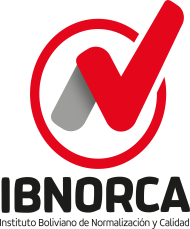 IBNORCA
Instituto Boliviano de Normalización y Calidad